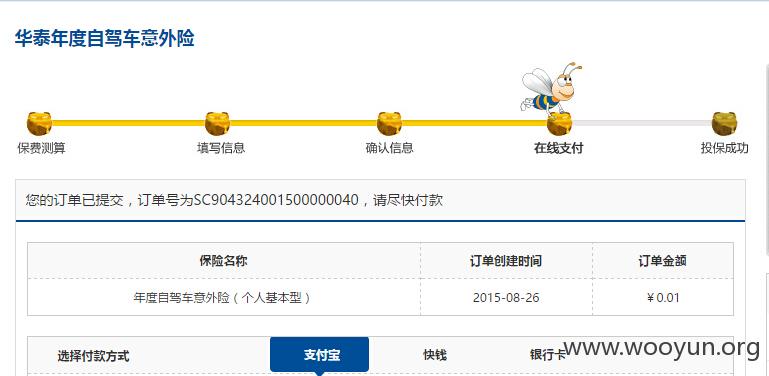 华泰年度自驾车意外险
保费测算 填写信息 确认信息 在线支付 投保成功
您的订单已提交，订单号为SC904324001500000040，请尽快付款
保险名称 订单创建时间 订单金额
年度自驾车意外险（个人基本型） 2015-08-26 ￥0.01
选择付款方式 支付宝 快钱 银行卡
www.wooyun.org